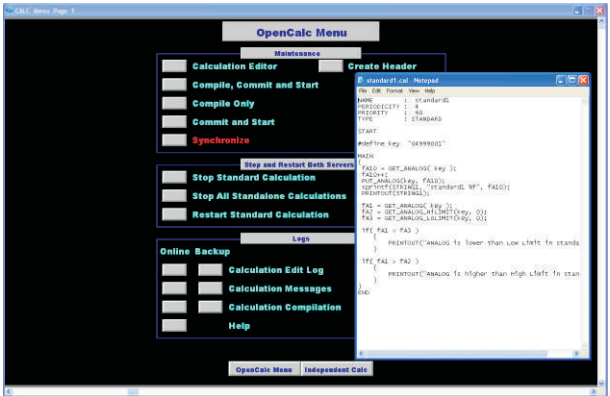 CALC Menu Page 1
OpenCalc Menu
Maintenance
Calculation Editor
Create Header
Compile, Commit and Start
Compile Only
Commit and Start
Synchronize
Stop and Restart Both Servers
Stop Standard Calculation
Stop All Standalone Calculations
Restart Standard Calculation
Logs
Online Backup
Calculation Edit Log
Calculation Messages
Calculation Compilation
Help
OpenCalc Menu
Independent Calc
standard1.cal - Notepad
File Edit Format View Help
NAME : standard1
PERIODICITY : 4
PRIORITY : 60
TYPE : STANDARD
START
#define key "04999001"
MAIN
{
fA10 = GET_ANALOG( key );
fA10++;
PUT_ANALOG(key, fA10);
sprintf(STRING1, "standard1 %f", fA10);
PRINTOUT(STRING1);
fA1 = GET_ANALOG( key );
fA2 = GET_ANALOG_HiLIMIT(key, 0);
fA3 = GET_ANALOG_LoLIMIT(key, 0);
if( fA1 < fA3 )
{
PRINTOUT("ANALOG is lower than Low Limit in standa
}
if( fA1 > fA2 )
{
PRINTOUT("ANALOG is higher than High Limit in stan
}
}
END